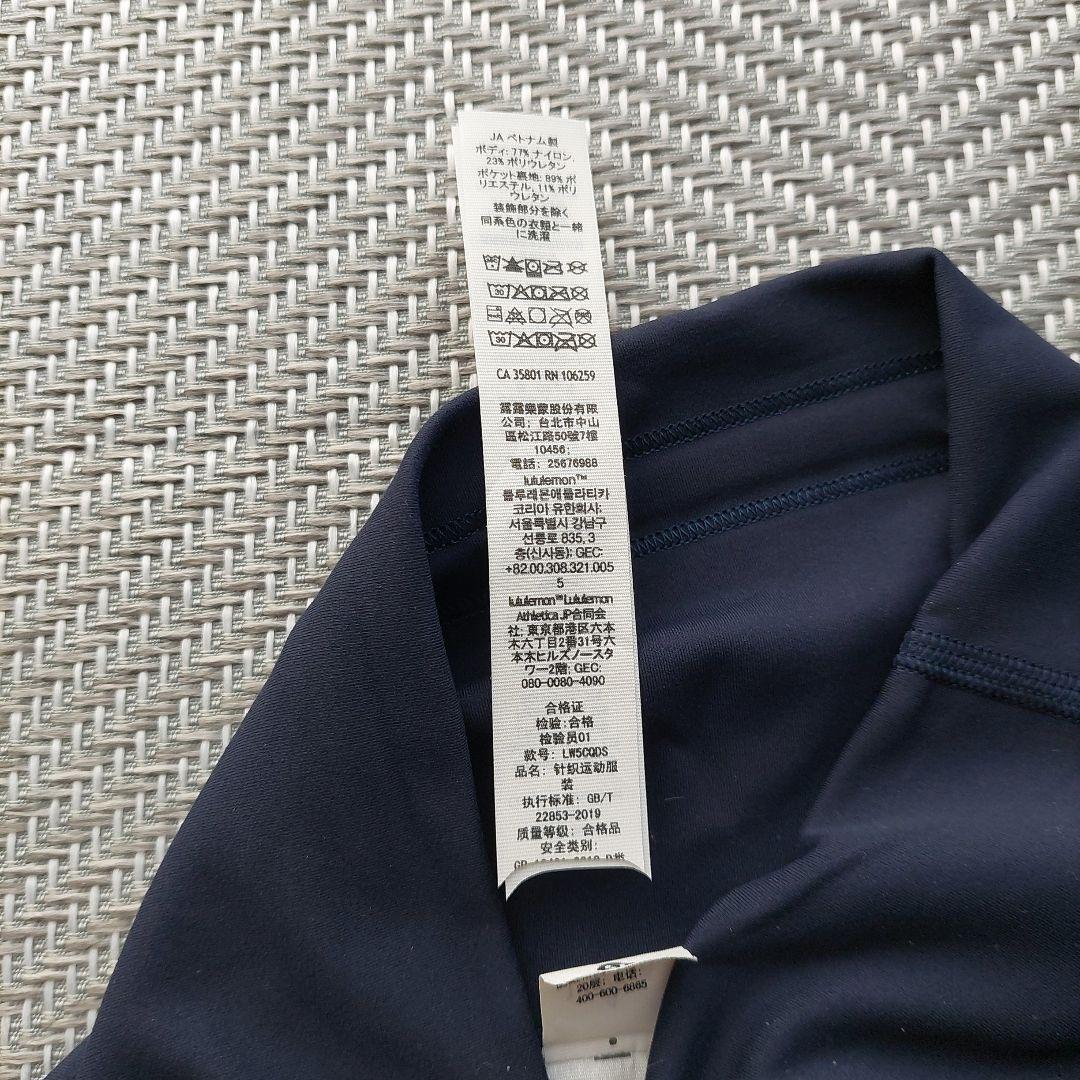 JA ベトナム製
ボディ: 77% ナイロン,
23% ポリウレタン
ポケット裏地: 89% ポ
リエステル, 11% ポリ
ウレタン
装飾部分を除く
同系色の衣類と一緒
に洗濯
30
30
CA 35801 RN 106259
露露樂蒙股份有限
公司; 台北市中山
區松江路50號7樓
10456;
電話: 25676988
lululemon™
룰루레몬애틀라티카
코리아 유한회사;
서울특별시 강남구
선릉로 835, 3
층(신사동); GEC:
+82.00.308.321.005
5
lululemon™ Lululemon
Athletica JP合同会
社; 東京都港区六本
木六丁目2番31号六
本木ヒルズノースタ
ワー2階; GEC:
080-0080-4090
合格证
检验:合格
检验员01
款号: LW5CQDS
品名: 针织运动服
装
执行标准: GB/T
22853-2019
质量等级: 合格品
安全类别:
20层; 电话:
400-600-6865